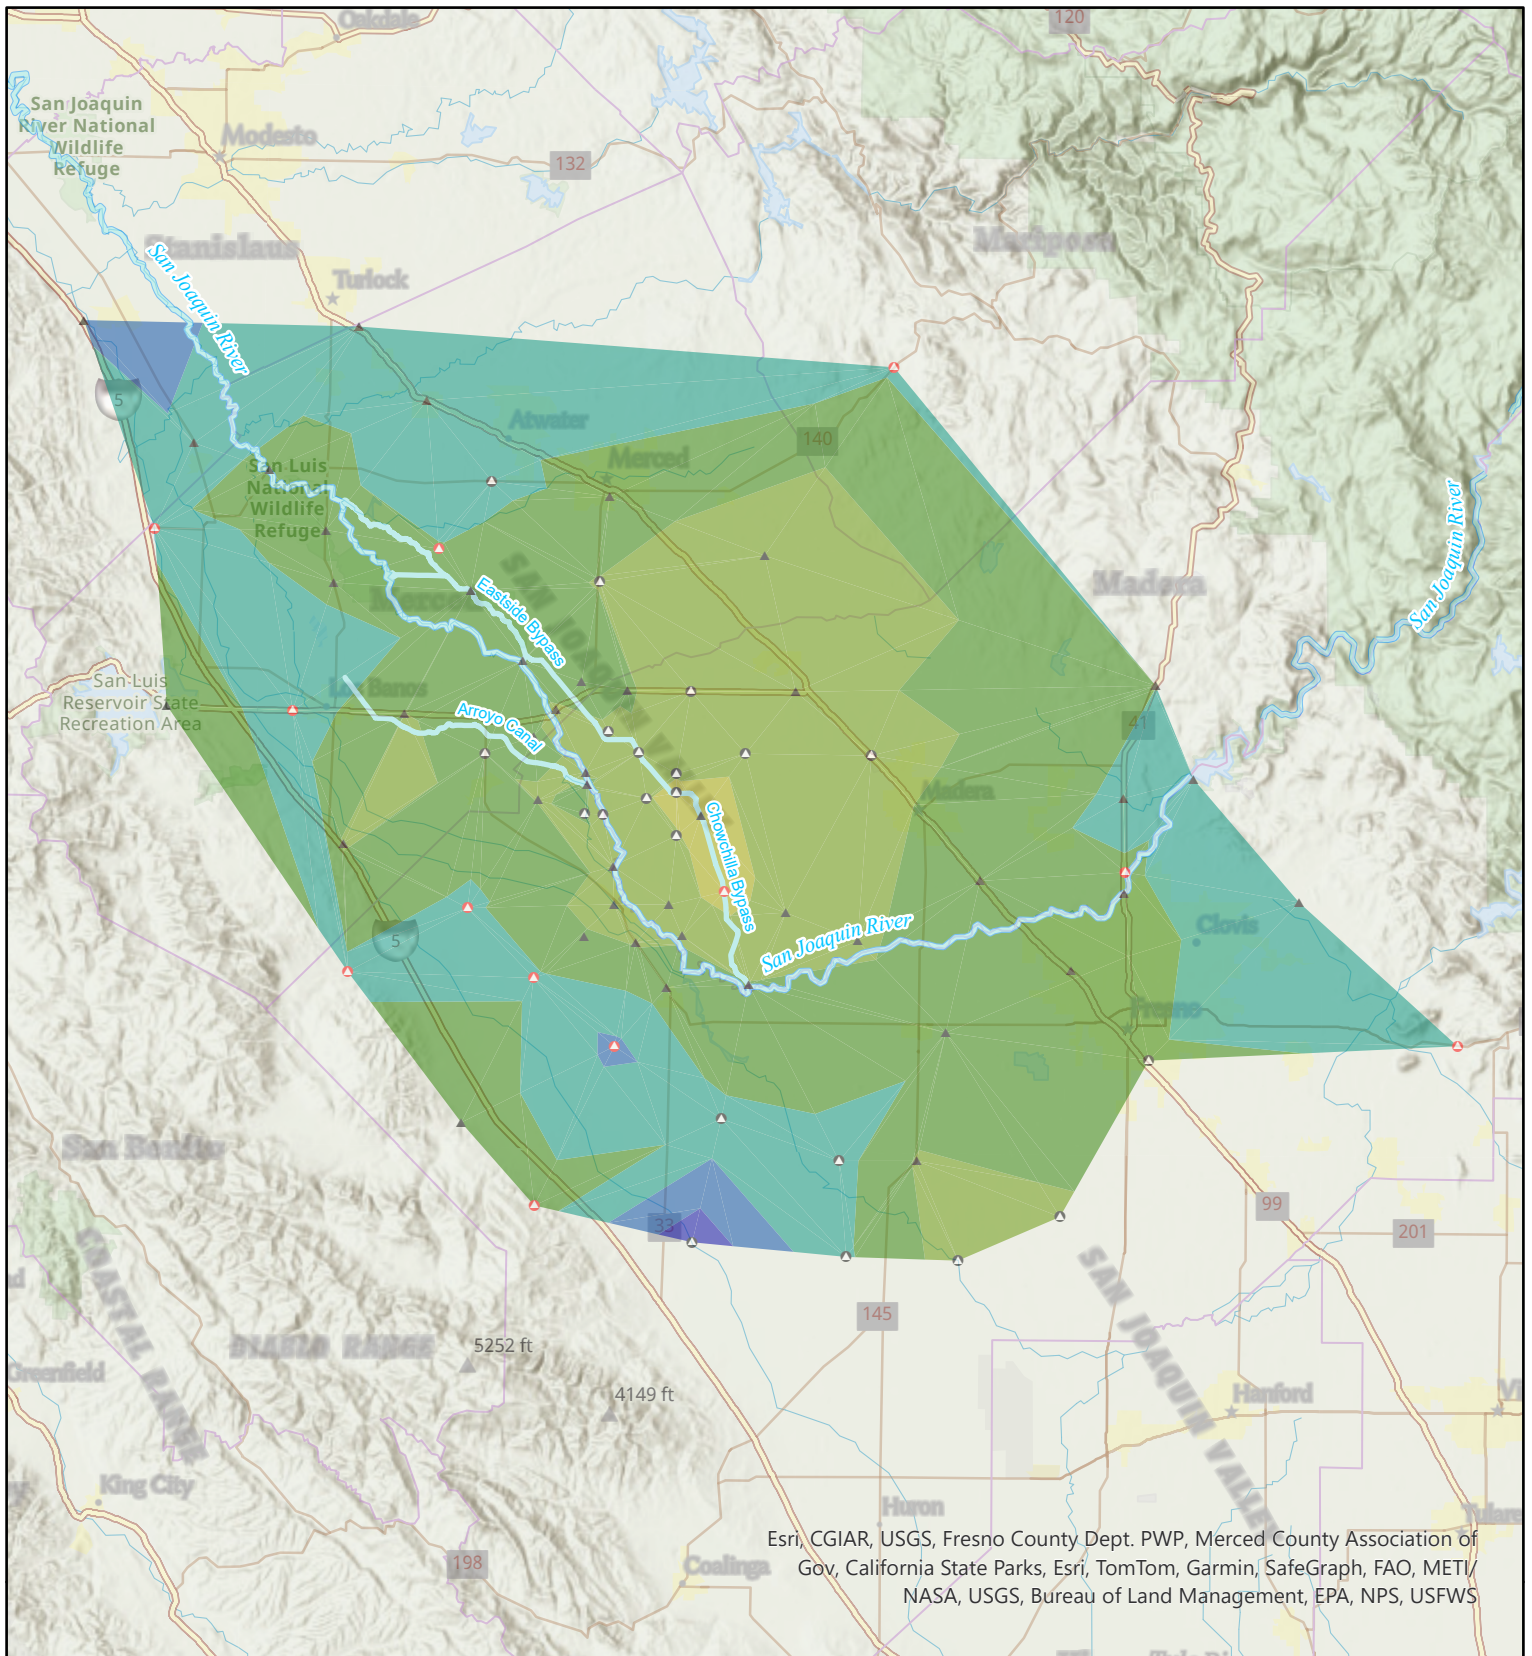 Oakdale
120
San Joaquin
River National
Wildlife
Refuge
Modesto
132
Stanislaus
Mariposa
San Joaquin River
Turlock
5
Atwater
140
Merced
San Luis
National
Wildlife
Refuge
San Joaquin River
SAN JOAQUIN VALLEY
Merced
Eastside Bypass
Madera
San Luis
Reservoir State
Recreation Area
Los Banos
Arroyo Canal
41
Madera
Chowchilla Bypass
5
San Joaquin River
Clovis
Fresno
San Benito
33
99
201
COASTAL RANGE
SAN JOAQUIN VALLEY
145
DIABLO RANGE
5252 ft
Greenfield
4149 ft
Hanford
King City
Huron
Tulare
198
Coalinga
Esri, CGIAR, USGS, Fresno County Dept. PWP, Merced County Association of
Gov, California State Parks, Esri, TomTom, Garmin, SafeGraph, FAO, METI/
NASA, USGS, Bureau of Land Management, EPA, NPS, USFWS